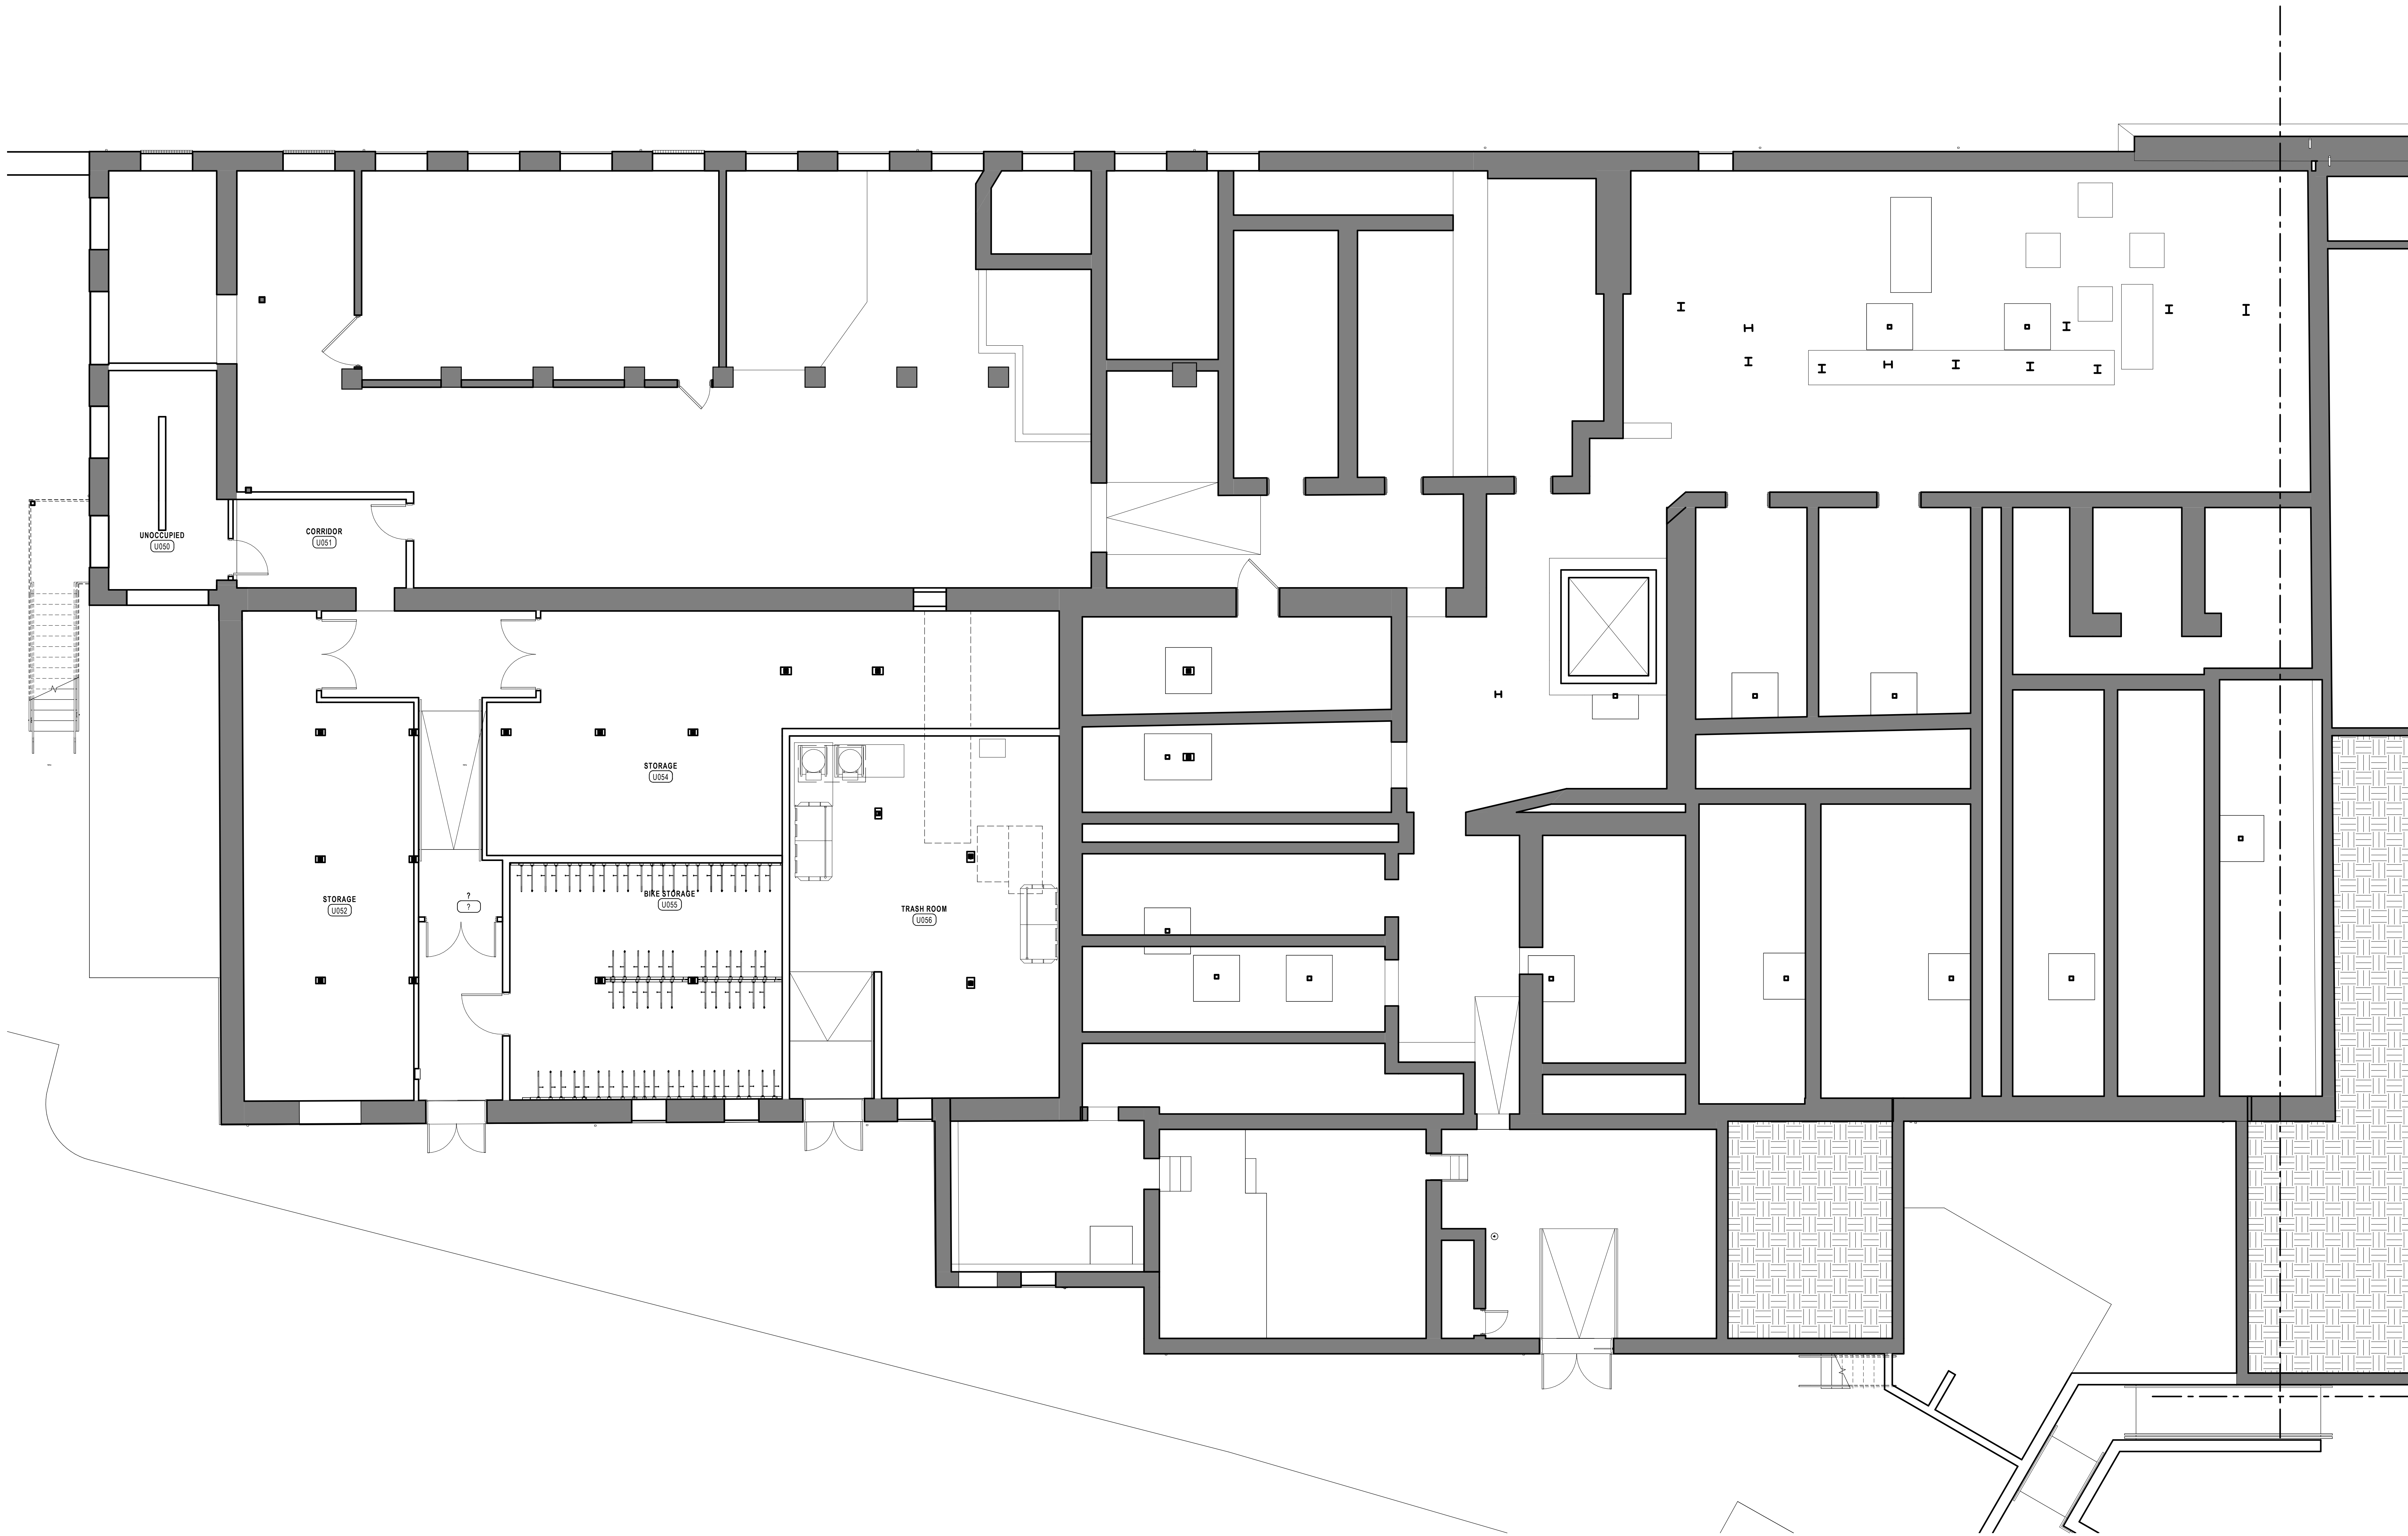 UNOCCUPIED
U050
CORRIDOR
U051
STORAGE
U054
STORAGE
U052
?
?
BIKE STORAGE
U055
TRASH ROOM
U056